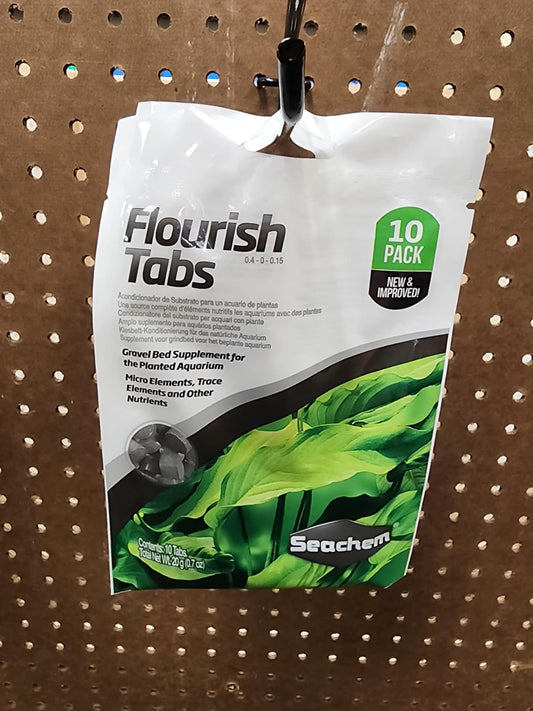 Flourish
Tabs
0.4 - 0 - 0.15
10
PACK
NEW &
IMPROVED!
Acondicionador de Substrato para un acuario de plantas
Une source complète d'éléments nutritifs les aquariums avec des plantes
Condizionatore del substrato per acquari con piante
Amplo suplemento para aquários plantados
Kiesbett-Konditionierung für das natürliche Aquarium
Supplement voor grindbed voor het beplante aquarium
Gravel Bed Supplement for
the Planted Aquarium
Micro Elements, Trace
Elements and Other
Nutrients
Contents: 10 Tabs
Total Net Wt. 20 g (0.7 oz)
Seachem®